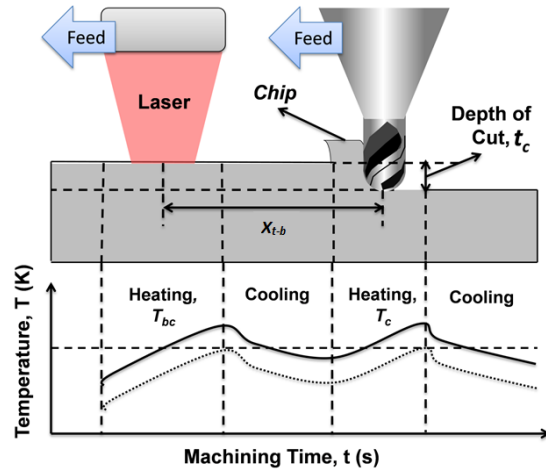 Feed
Feed
Laser
Chip
Depth of
Cut, tc
Xt-b
Heating,
Tbc
Cooling
Heating,
Tc
Cooling
Temperature, T (K)
Machining Time, t (s)